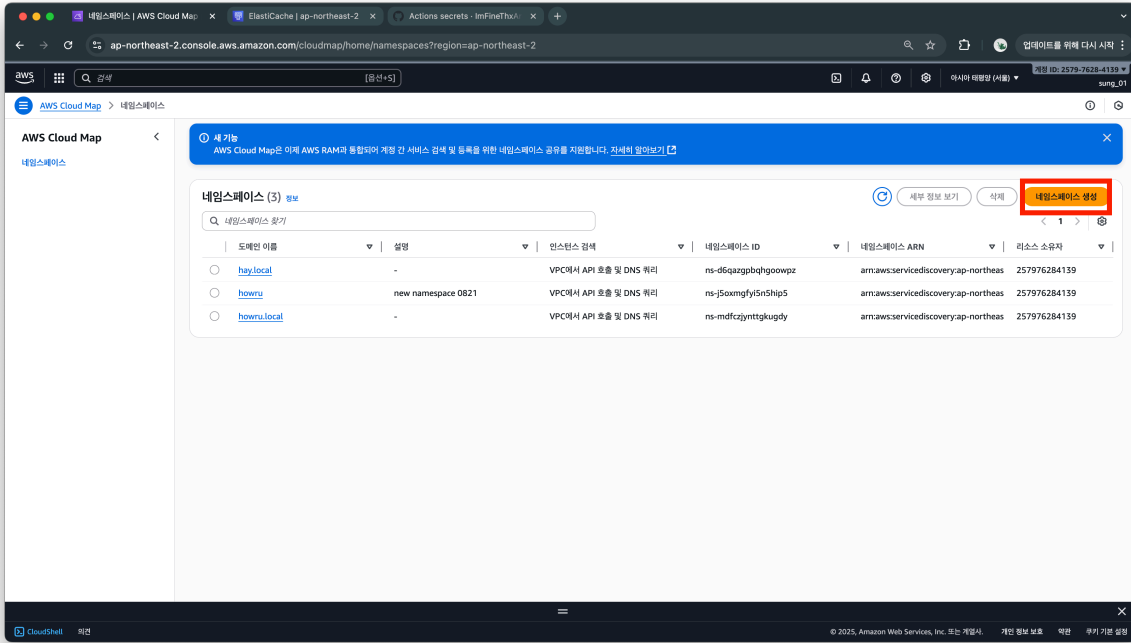 네임스페이스 | AWS Cloud Map
ElastiCache | ap-northeast-2
Actions secrets · ImFineThxAr
ap-northeast-2.console.aws.amazon.com/cloudmap/home/namespaces?region=ap-northeast-2
업데이트를 위해 다시 시작
aws
검색
[옵션+S]
아시아 태평양 (서울)
계정 ID: 2579-7628-4139
sung_01
AWS Cloud Map > 네임스페이스
AWS Cloud Map
네임스페이스
새 기능
AWS Cloud Map은 이제 AWS RAM과 통합되어 계정 간 서비스 검색 및 등록을 위한 네임스페이스 공유를 지원합니다. 자세히 알아보기
네임스페이스 (3) 정보
세부 정보 보기
삭제
네임스페이스 생성
네임스페이스 찾기
1
도메인 이름 설명 인스턴스 검색 네임스페이스 ID 네임스페이스 ARN 리소스 소유자
hay.local - VPC에서 API 호출 및 DNS 쿼리 ns-d6qazgpbqhgoowpz arn:aws:servicediscovery:ap-northeas 257976284139
howru new namespace 0821 VPC에서 API 호출 및 DNS 쿼리 ns-j5oxmgfyi5n5hip5 arn:aws:servicediscovery:ap-northeas 257976284139
howru.local - VPC에서 API 호출 및 DNS 쿼리 ns-mdfczjynttgkugdy arn:aws:servicediscovery:ap-northeas 257976284139
CloudShell 의견
© 2025, Amazon Web Services, Inc. 또는 계열사. 개인 정보 보호 약관 쿠키 기본 설정